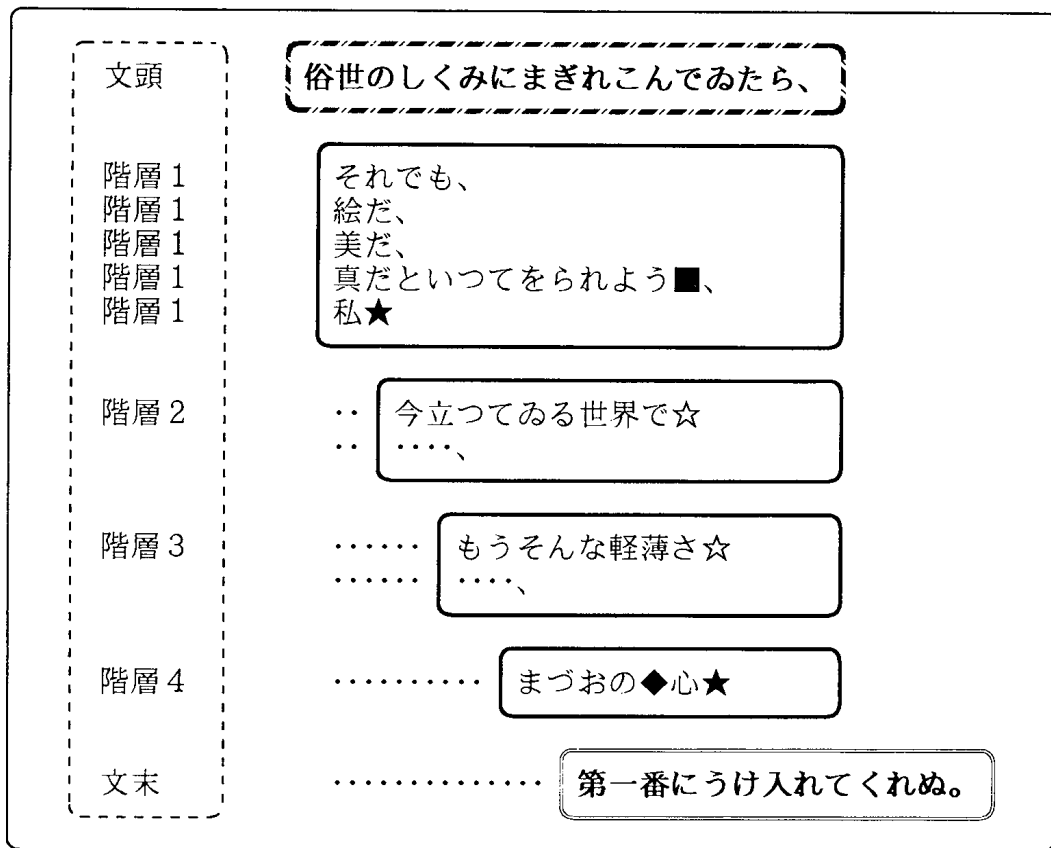 文頭 俗世のしくみにまぎれこんでゐたら、
階層1 それでも、
階層1 絵だ、
階層1 美だ、
階層1 真だといつてをられよう■、
階層1 私★
階層2 ‥ 今立つてゐる世界で☆
‥ ‥‥、
階層3 ‥‥‥ もうそんな軽薄さ☆
‥‥‥ ‥‥、
階層4 ‥‥‥‥‥ まづおの◆心★
文末 ‥‥‥‥‥‥‥ 第一番にうけ入れてくれぬ。